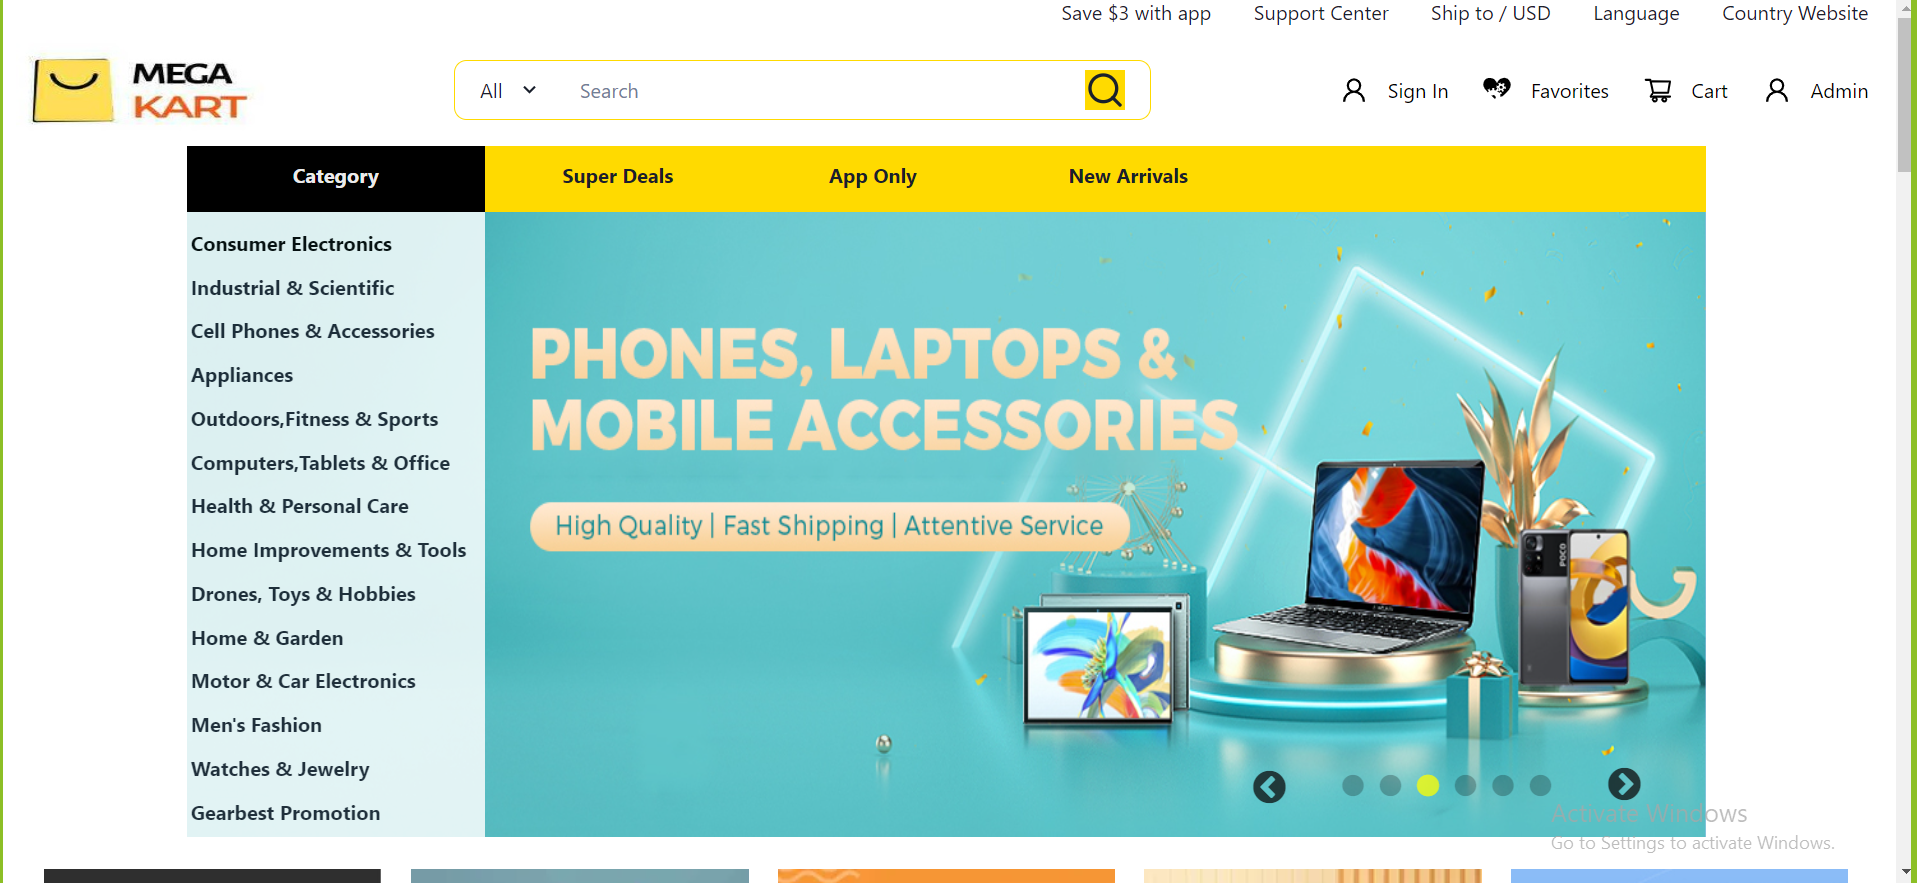 Save $3 with app Support Center Ship to / USD Language Country Website
MEGA
KART
All Search Sign In Favorites Cart Admin
Category Super Deals App Only New Arrivals
Consumer Electronics
Industrial & Scientific
Cell Phones & Accessories
Appliances
Outdoors,Fitness & Sports
Computers,Tablets & Office
Health & Personal Care
Home Improvements & Tools
Drones, Toys & Hobbies
Home & Garden
Motor & Car Electronics
Men's Fashion
Watches & Jewelry
Gearbest Promotion
PHONES, LAPTOPS &
MOBILE ACCESSORIES
High Quality | Fast Shipping | Attentive Service
POCO
Activate Windows
Go to Settings to activate Windows.